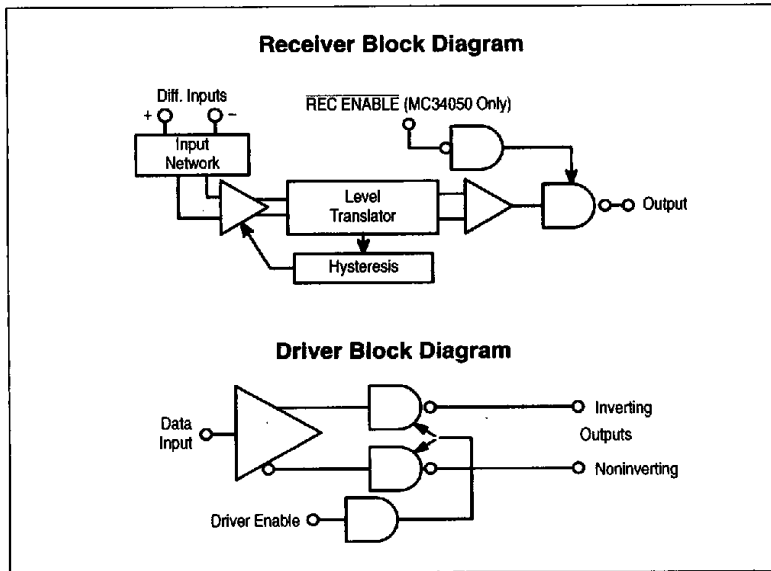 Receiver Block Diagram
Diff. Inputs
+ −
REC ENABLE (MC34050 Only)
Input
Network
Level
Translator
Output
Hysteresis
Driver Block Diagram
Inverting
Data
Input
Outputs
Noninverting
Driver Enable